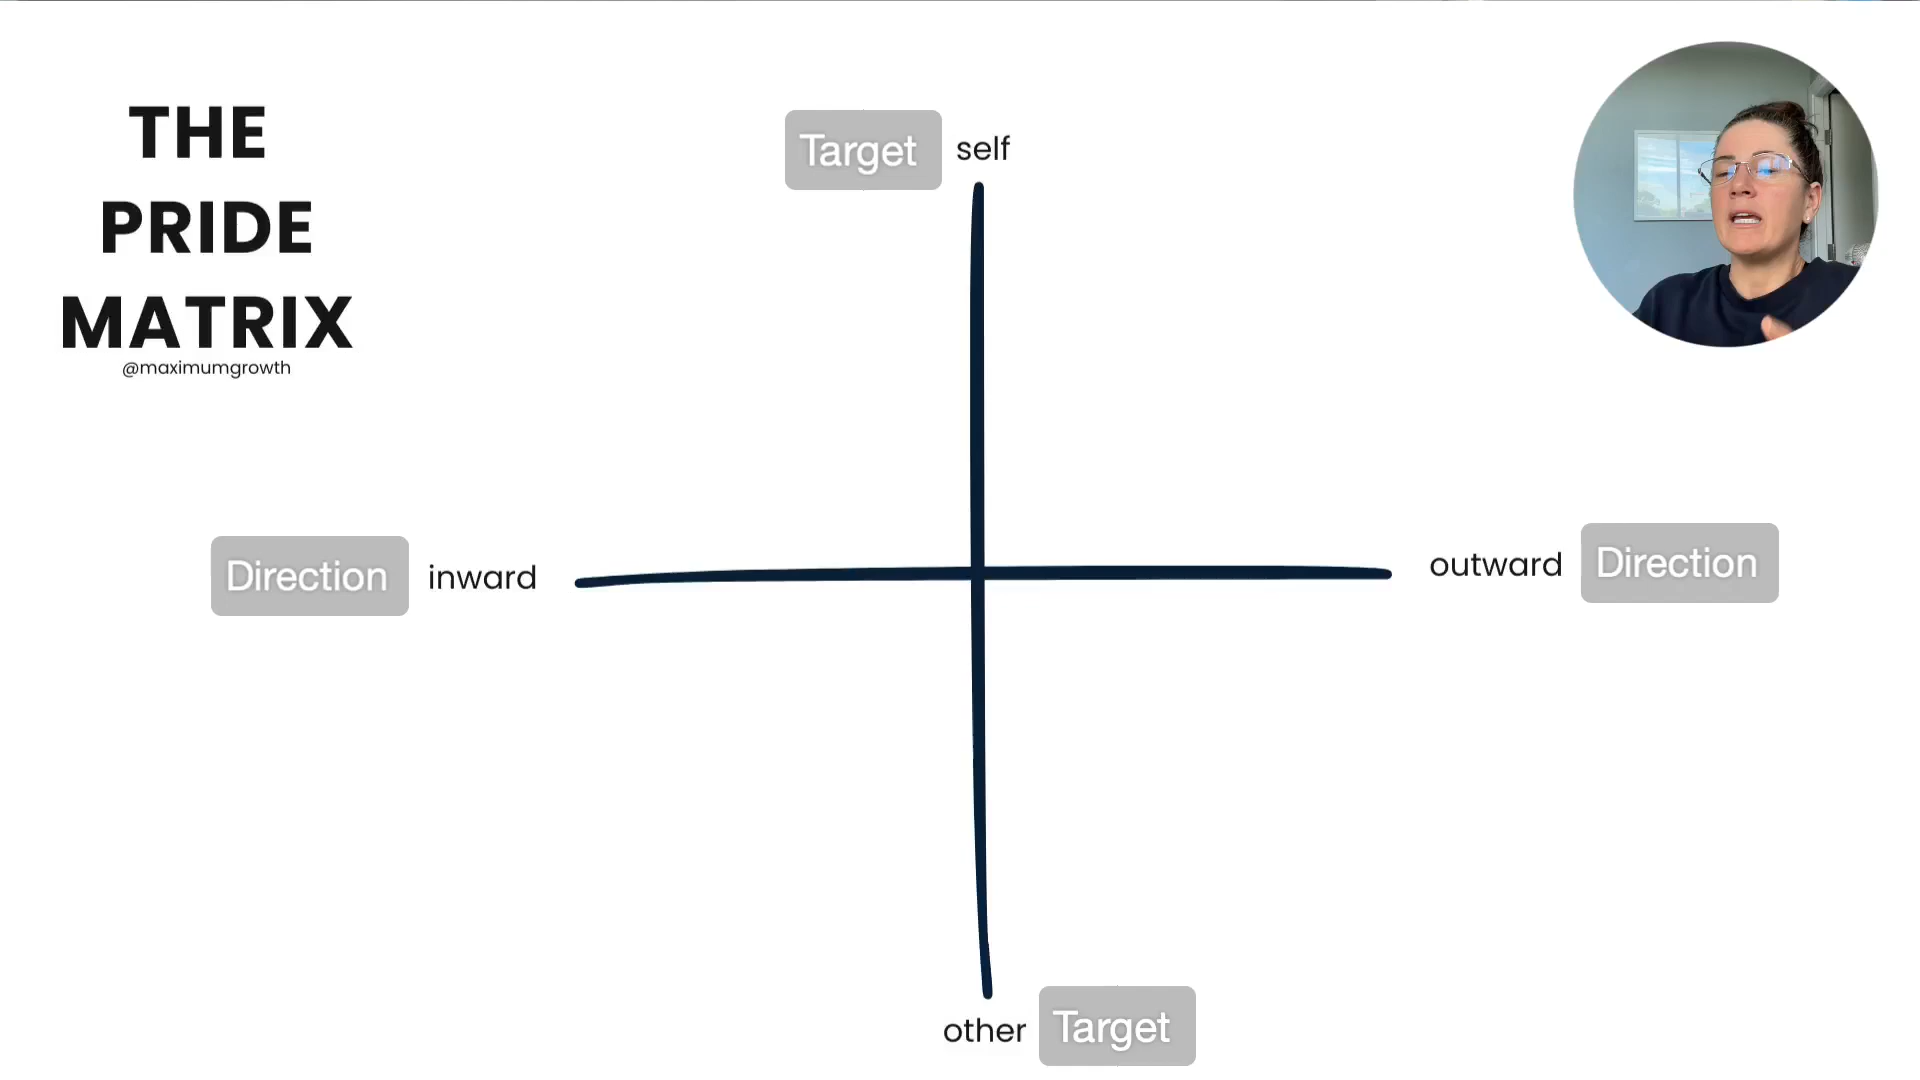 THE
PRIDE
MATRIX
@maximumgrowth
Target self
Direction inward
outward Direction
other Target